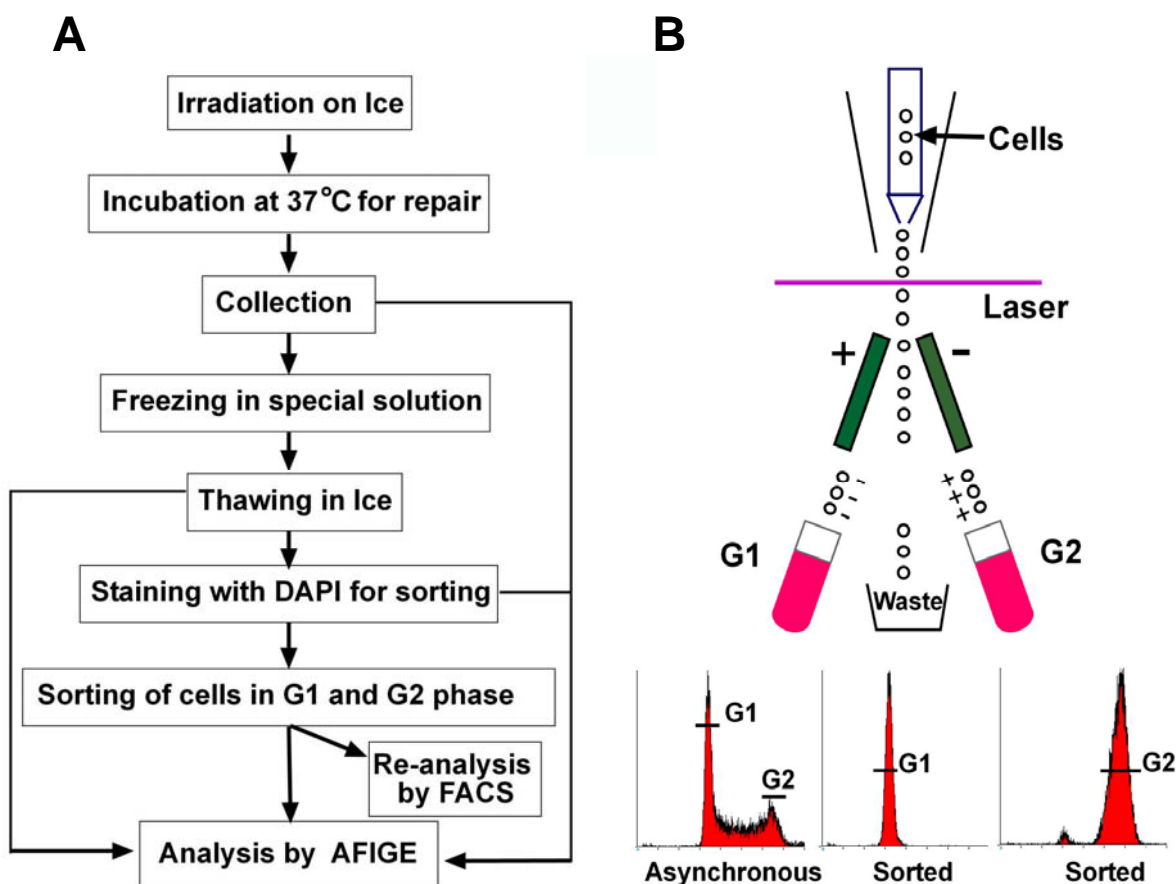 A
Irradiation on Ice
Incubation at 37°C for repair
Collection
Freezing in special solution
Thawing in Ice
Staining with DAPI for sorting
Sorting of cells in G1 and G2 phase
Re-analysis
by FACS
Analysis by AFIGE
B
Cells
Laser
+
-
- - -
+ + +
G1
G2
Waste
G1
G2
Asynchronous
G1
Sorted
G2
Sorted